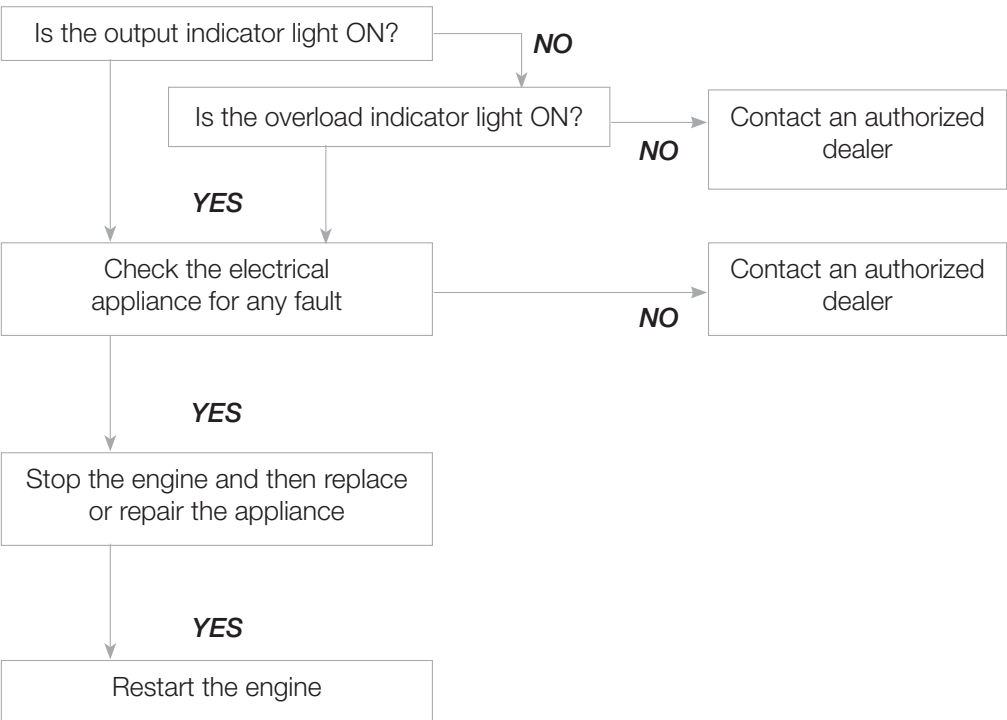 Is the output indicator light ON?
NO
Is the overload indicator light ON?
NO
Contact an authorized
dealer
YES
Check the electrical
appliance for any fault
NO
Contact an authorized
dealer
YES
Stop the engine and then replace
or repair the appliance
YES
Restart the engine